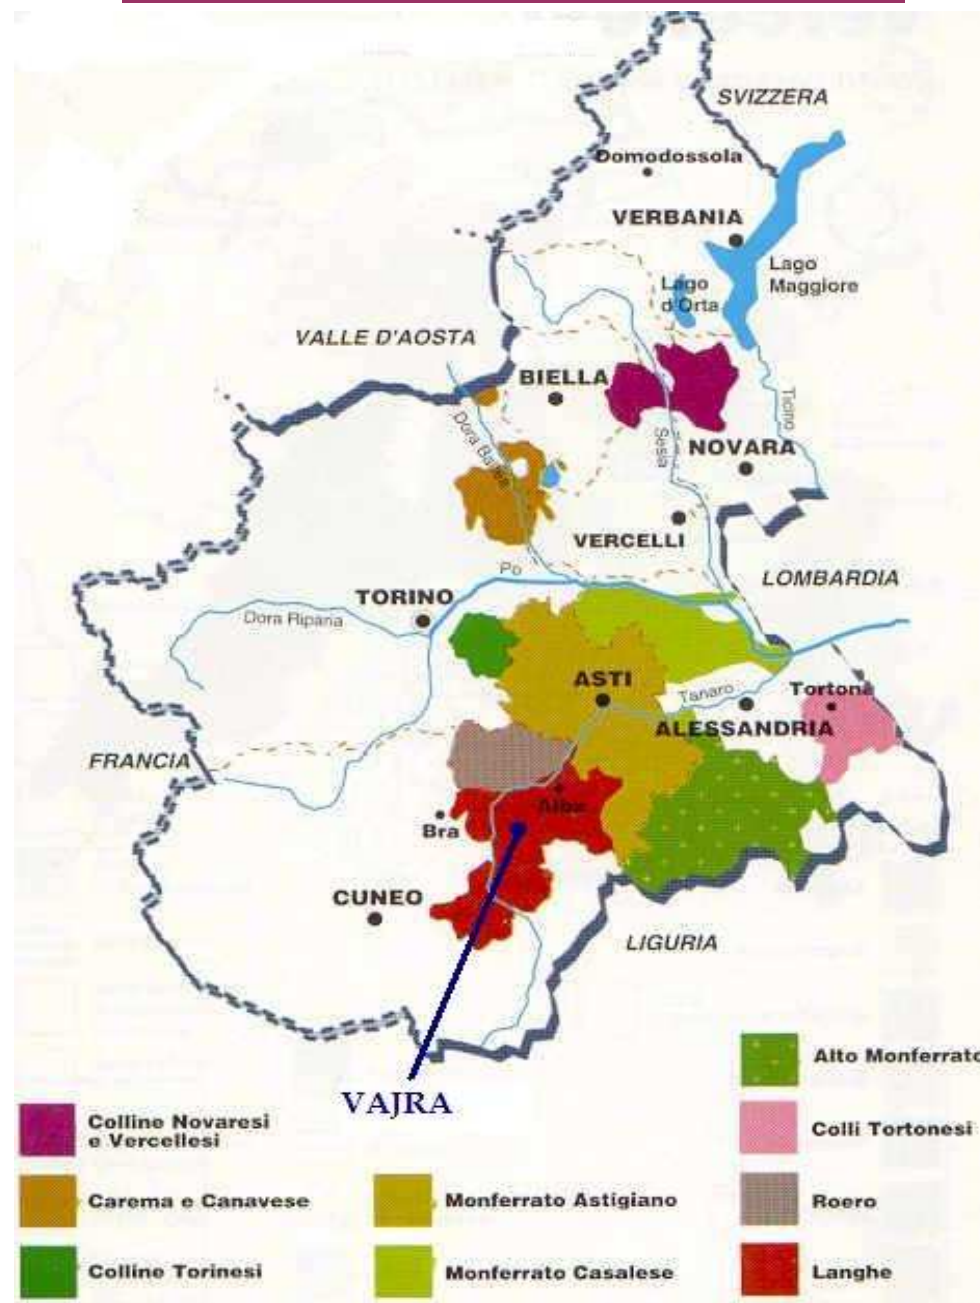 SVIZZERA
Domodossola
VERBANIA
Lago
Maggiore
Lago
d'Orta
VALLE D'AOSTA
BIELLA
Ticino
Dora Baltea
Sesia
NOVARA
VERCELLI
Po
LOMBARDIA
TORINO
Dora Riparia
ASTI
Tanaro
Tortona
ALESSANDRIA
FRANCIA
Alba
Bra
CUNEO
LIGURIA
VAJRA
Alto Monferrato
Colline Novaresi
e Vercellesi
Colli Tortonesi
Carema e Canavese
Monferrato Astigiano
Roero
Colline Torinesi
Monferrato Casalese
Langhe